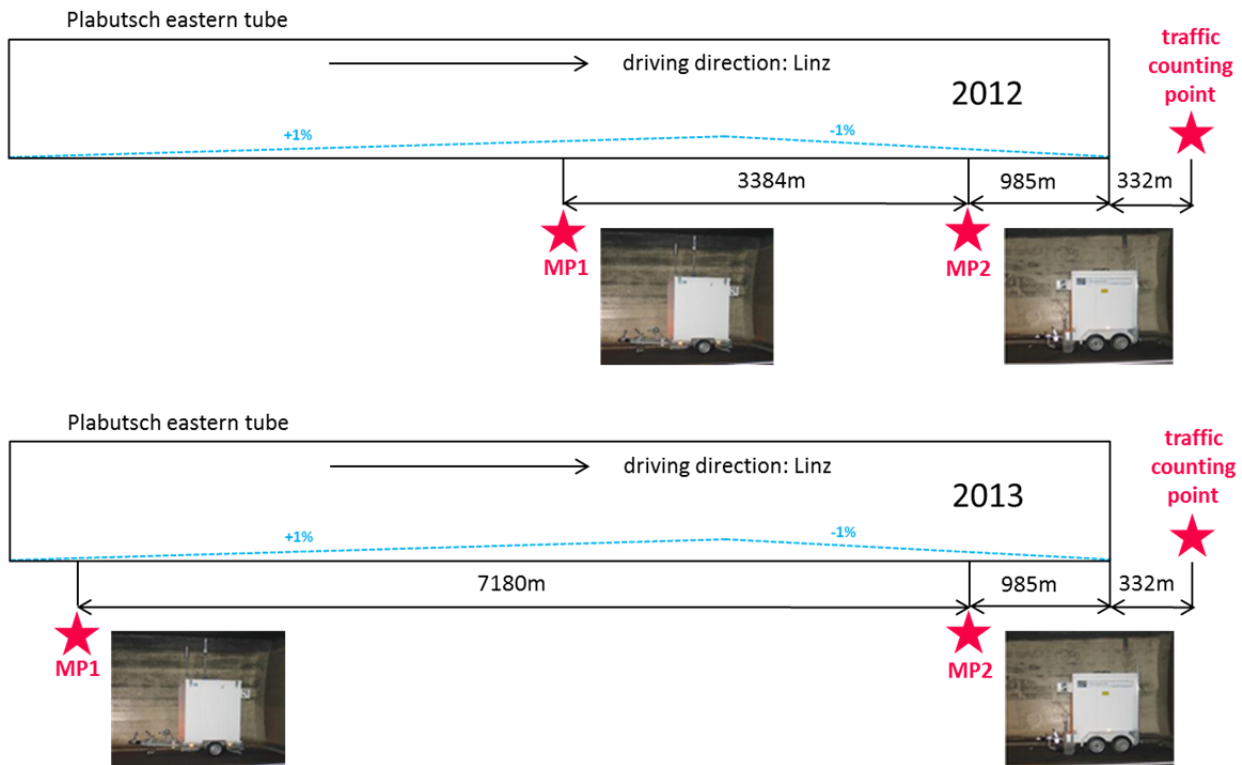 Plabutsch eastern tube
traffic
counting
point
driving direction: Linz
2012
+1%
-1%
3384m
985m
332m
MP1
MP2
Plabutsch eastern tube
traffic
counting
point
driving direction: Linz
2013
+1%
-1%
7180m
985m
332m
MP1
MP2